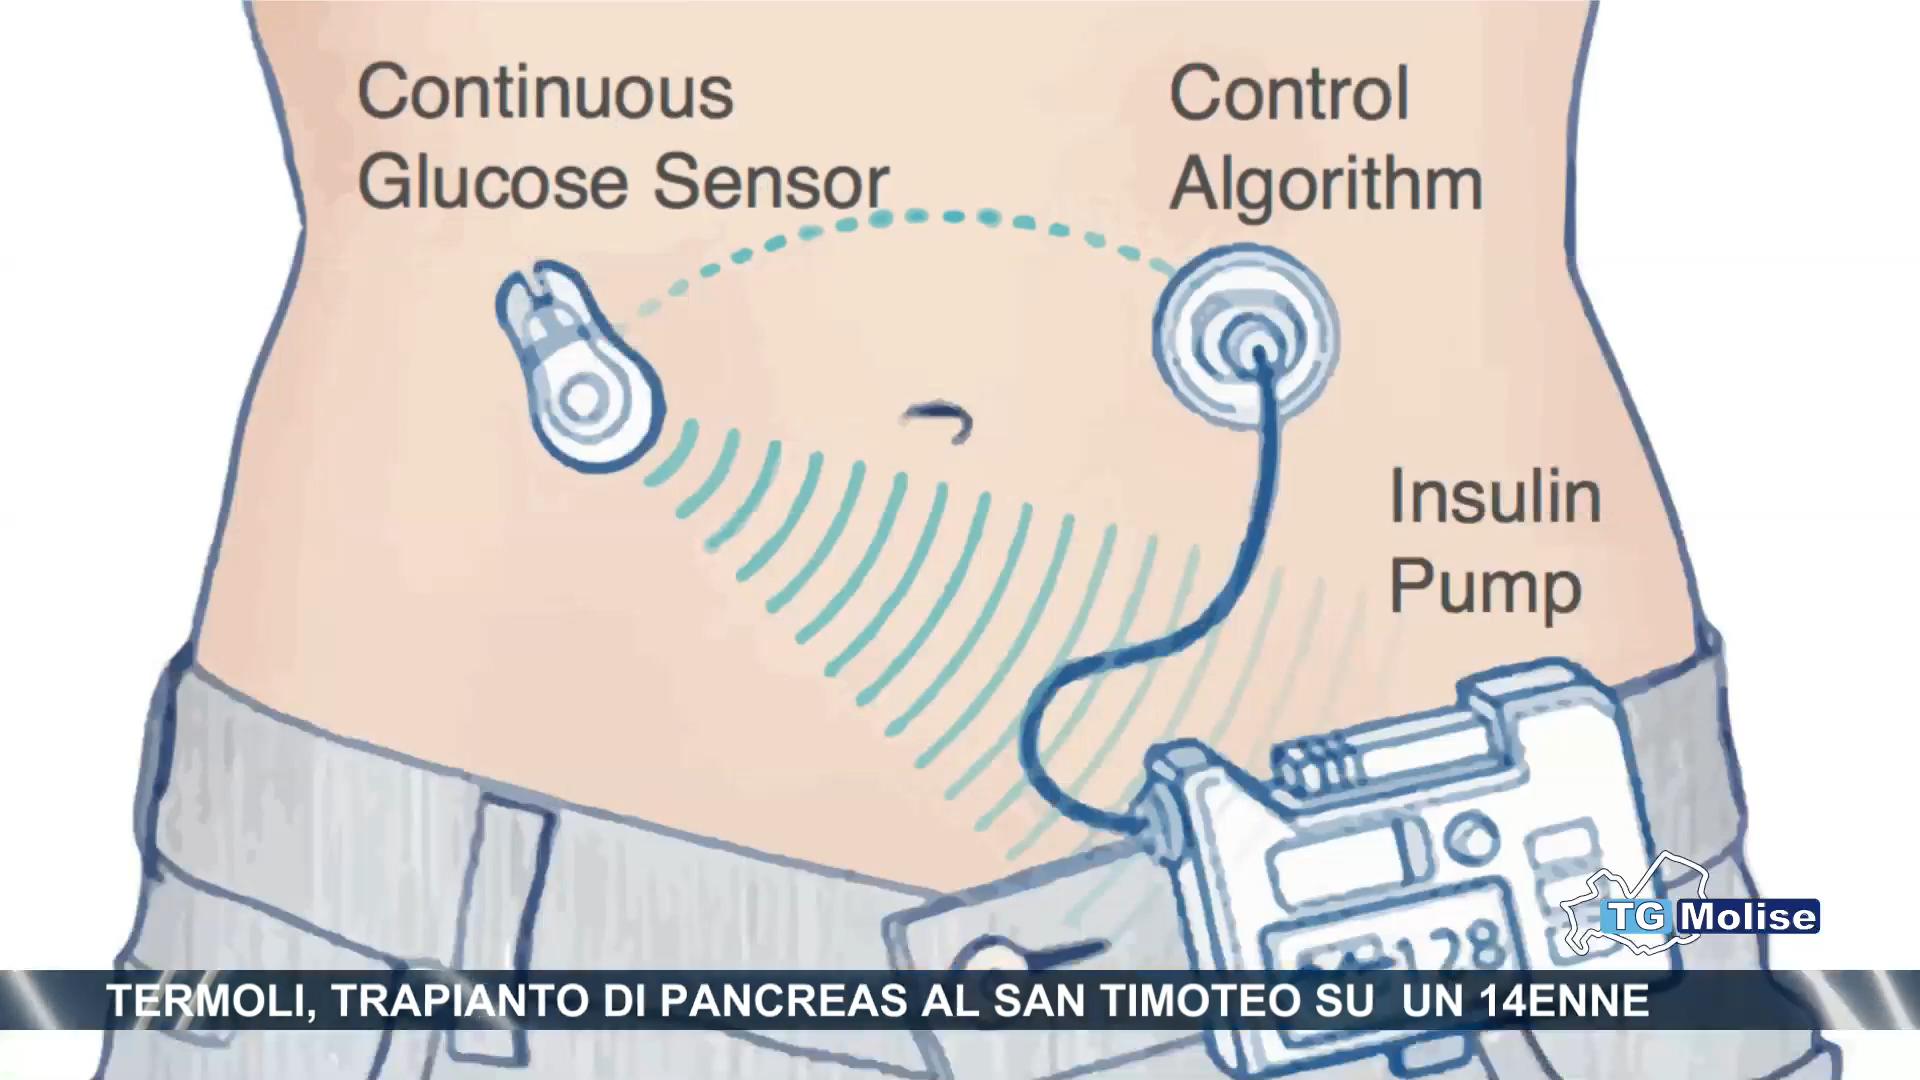 Continuous
Glucose Sensor
Control
Algorithm
Insulin
Pump
128
TG Molise
TERMOLI, TRAPIANTO DI PANCREAS AL SAN TIMOTEO SU UN 14ENNE